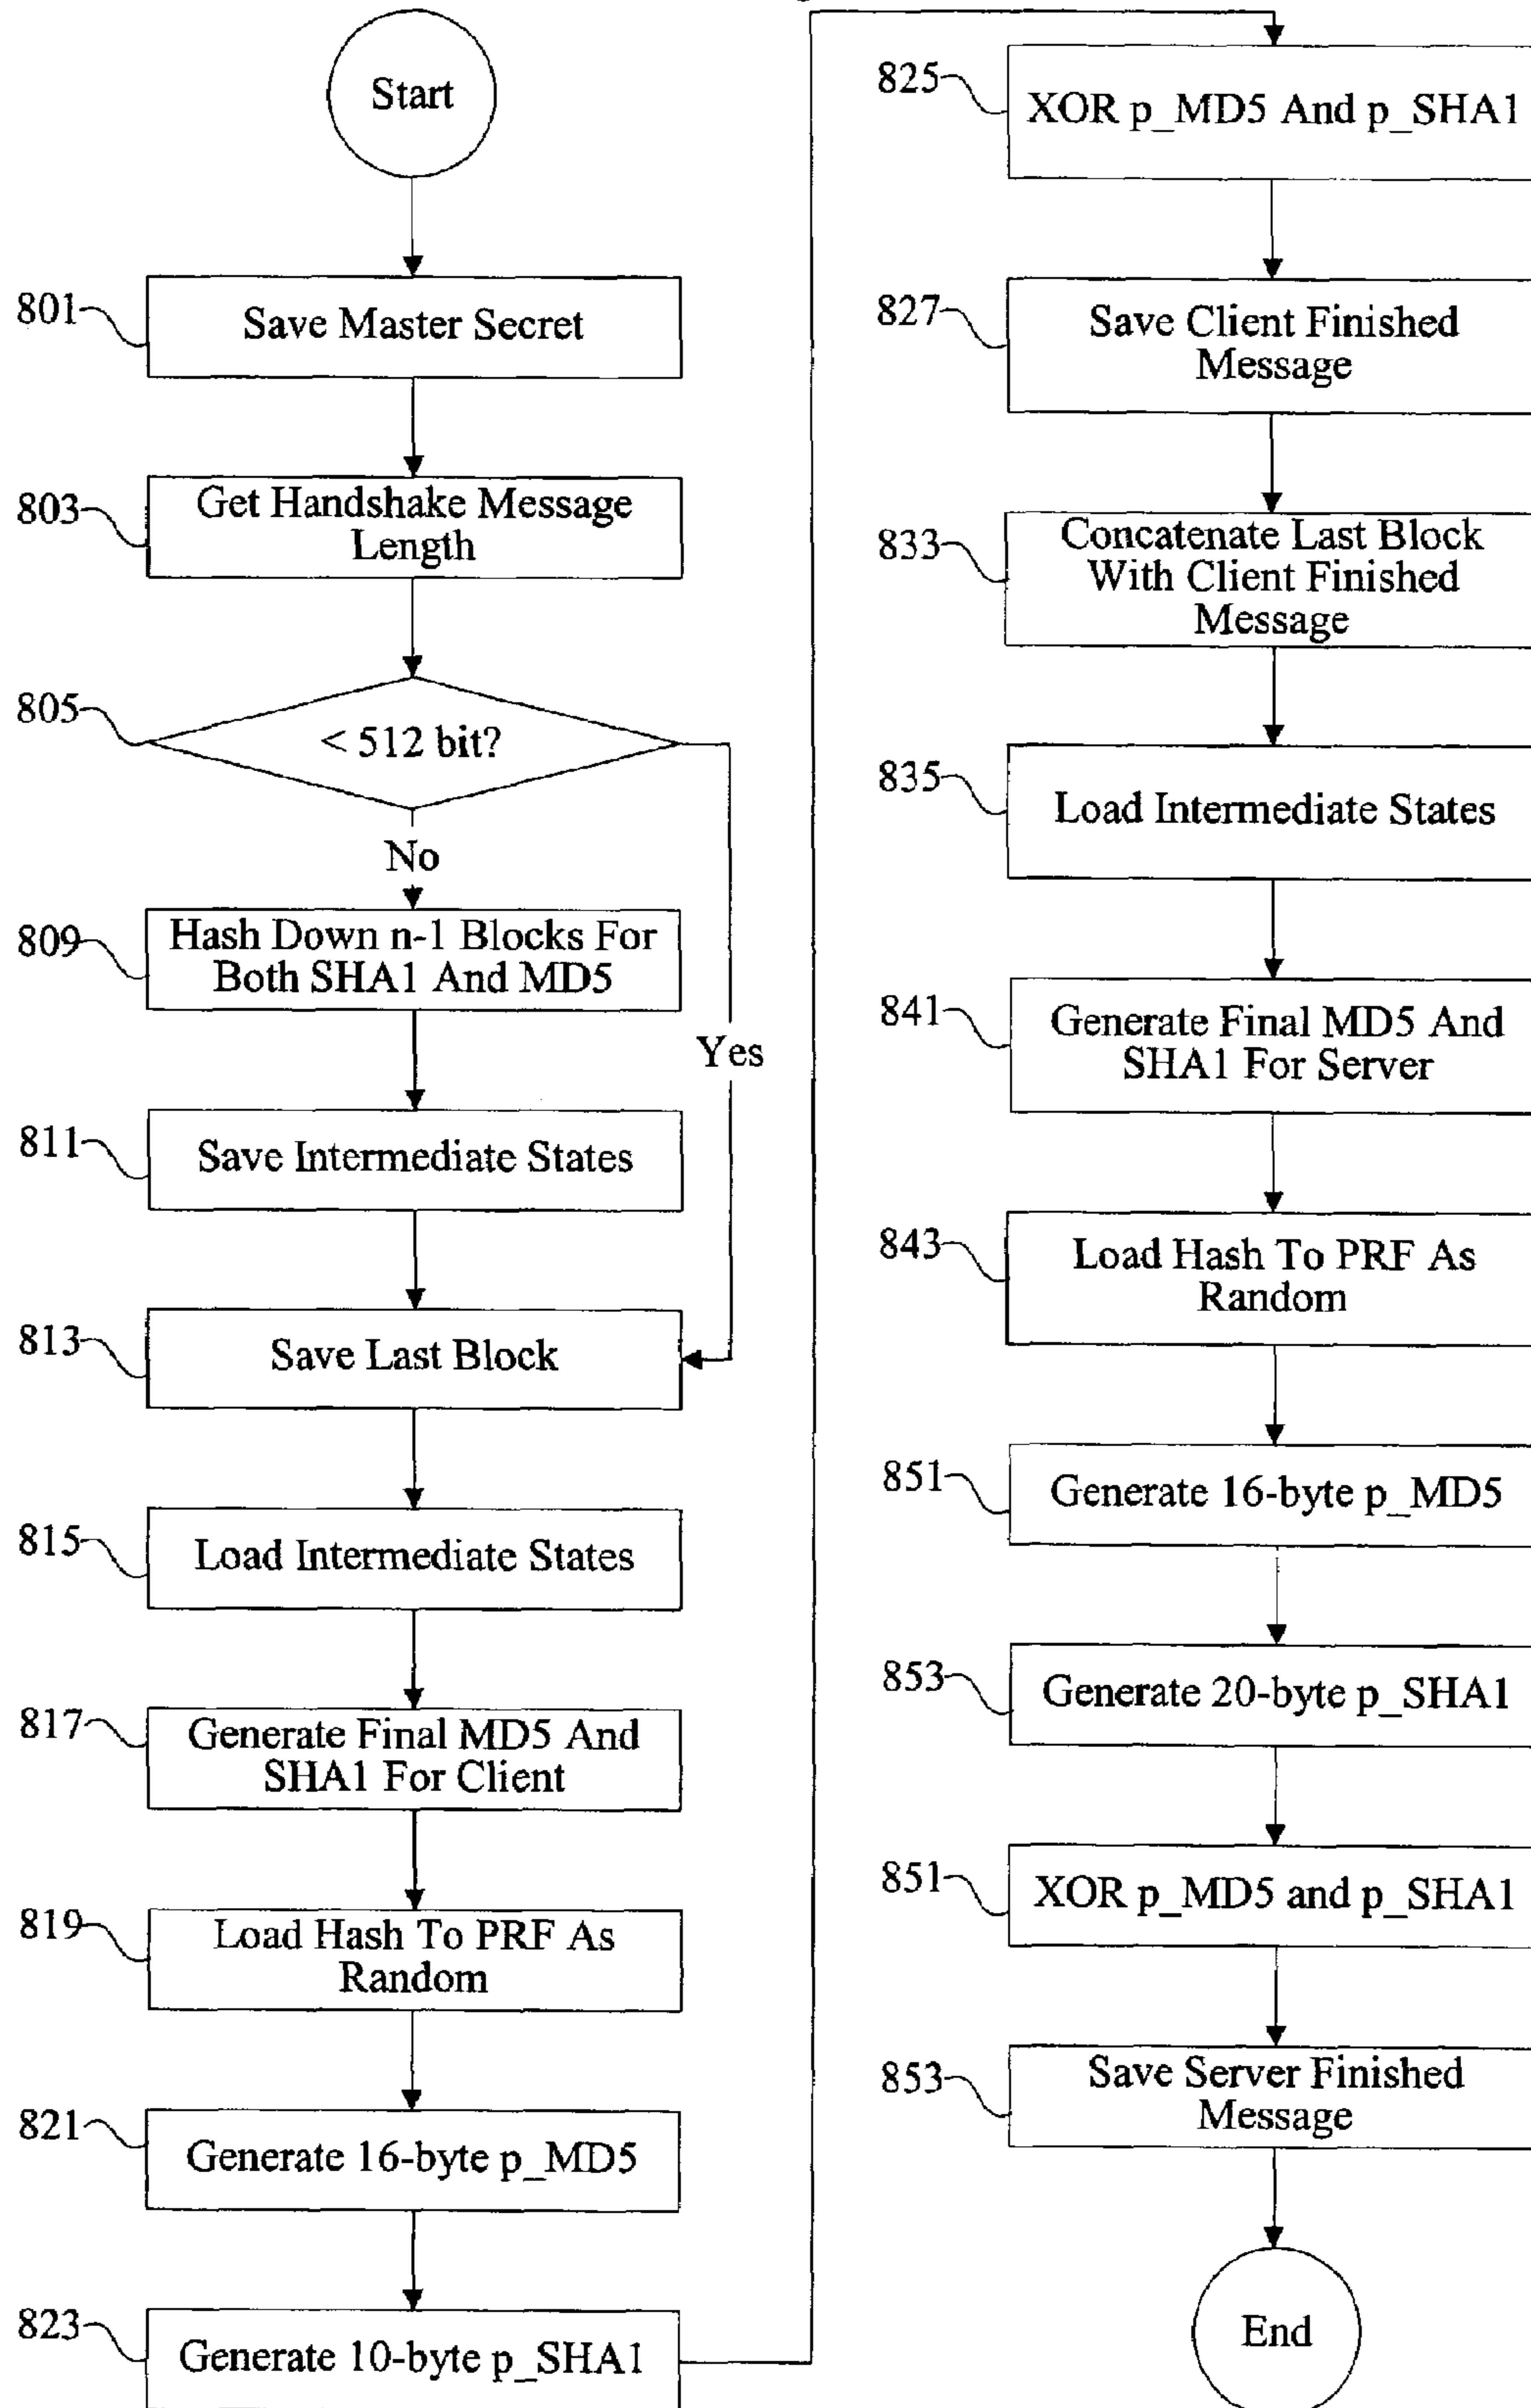 Start
801
Save Master Secret
803
Get Handshake Message
Length
805
< 512 bit?
No
Yes
809
Hash Down n-1 Blocks For
Both SHA1 And MD5
811
Save Intermediate States
813
Save Last Block
815
Load Intermediate States
817
Generate Final MD5 And
SHA1 For Client
819
Load Hash To PRF As
Random
821
Generate 16-byte p_MD5
823
Generate 10-byte p_SHA1
825
XOR p_MD5 And p_SHA1
827
Save Client Finished
Message
833
Concatenate Last Block
With Client Finished
Message
835
Load Intermediate States
841
Generate Final MD5 And
SHA1 For Server
843
Load Hash To PRF As
Random
851
Generate 16-byte p_MD5
853
Generate 20-byte p_SHA1
851
XOR p_MD5 and p_SHA1
853
Save Server Finished
Message
End